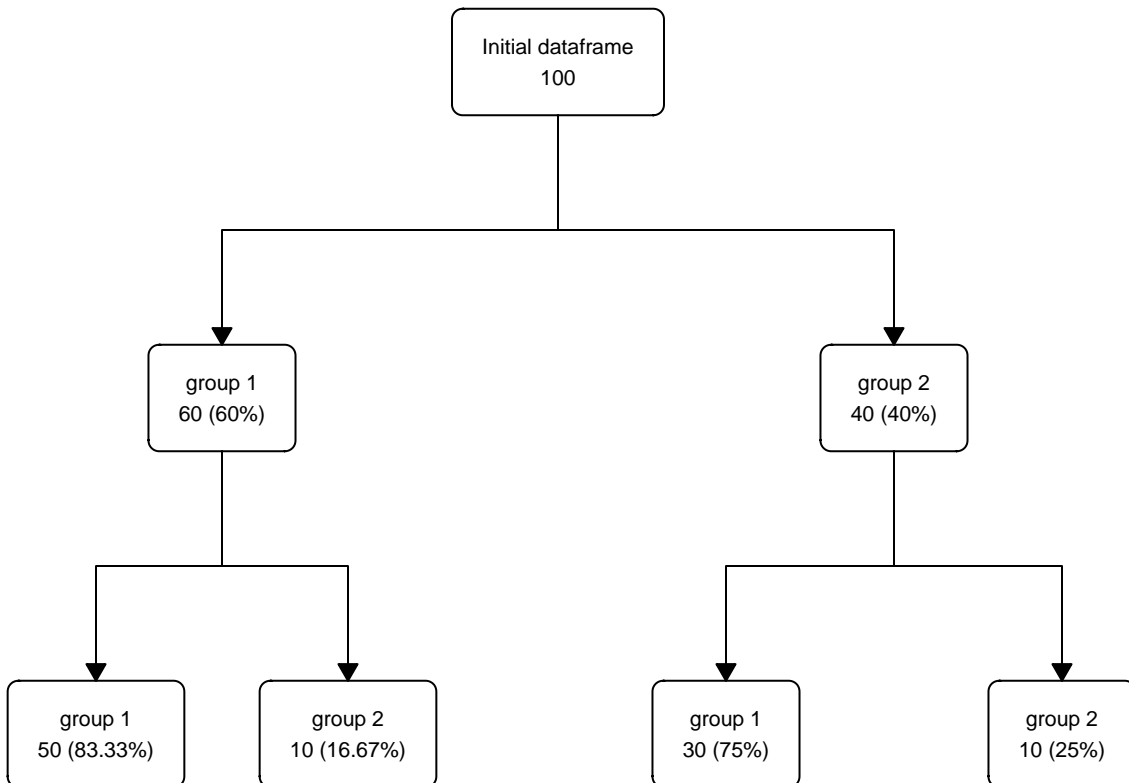 Initial dataframe
100
group 1
60 (60%)
group 2
40 (40%)
group 1
50 (83.33%)
group 2
10 (16.67%)
group 1
30 (75%)
group 2
10 (25%)